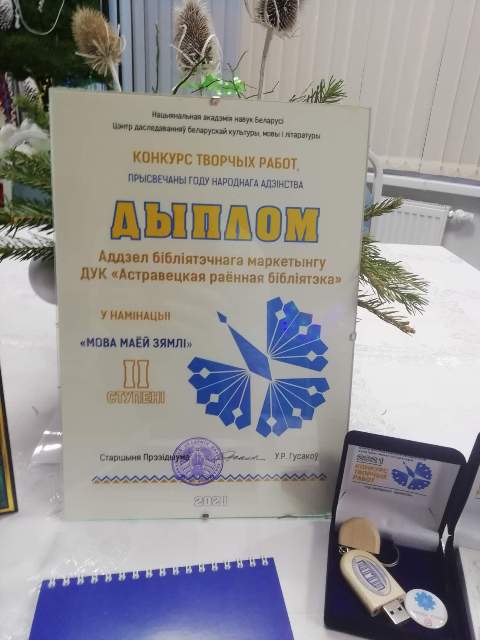 Нацыянальная акадэмія навук Беларусі
Цэнтр даследаванняў беларускай культуры, мовы і літаратуры
КОНКУРС ТВОРЧЫХ РАБОТ,
ПРЫСВЕЧАНЫ ГОДУ НАРОДНАГА АДЗІНСТВА
ДЫПЛОМ
Аддзел бібліятэчнага маркетынгу
ДУК «Астравецкая раённая бібліятэка»
У НАМІНАЦЫІ
«МОВА МАЁЙ ЗЯМЛІ»
II
СТУПЕНІ
Старшыня Прэзідыума
У.Р. Гусакоў
2021
КОНКУРС
ТВОРЧЫХ
РАБОТ